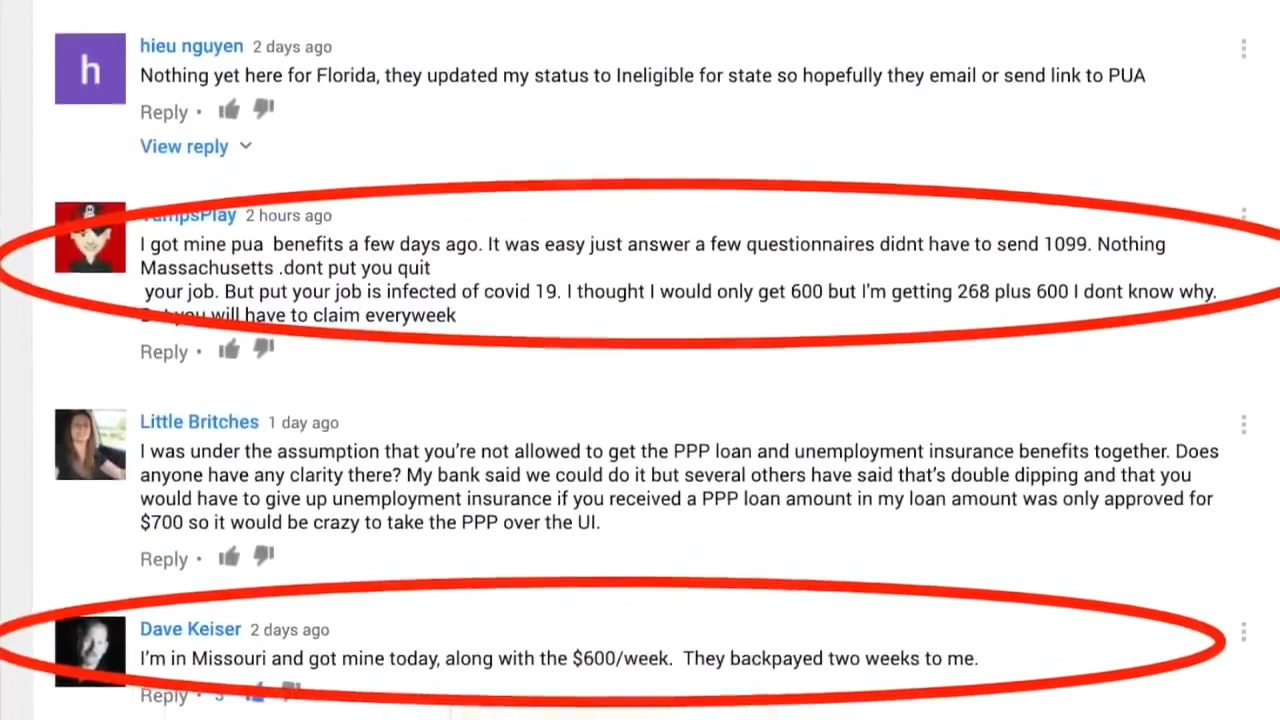 h
hieu nguyen 2 days ago
Nothing yet here for Florida, they updated my status to Ineligible for state so hopefully they email or send link to PUA
Reply •
View reply
2 hours ago
I got mine pua benefits a few days ago. It was easy just answer a few questionnaires didnt have to send 1099. Nothing
Massachusetts .dont put you quit
your job. But put your job is infected of covid 19. I thought I would only get 600 but I'm getting 268 plus 600 I dont know why.
you will have to claim everyweek
Reply •
Little Britches 1 day ago
I was under the assumption that you're not allowed to get the PPP loan and unemployment insurance benefits together. Does
anyone have any clarity there? My bank said we could do it but several others have said that's double dipping and that you
would have to give up unemployment insurance if you received a PPP loan amount in my loan amount was only approved for
$700 so it would be crazy to take the PPP over the UI.
Reply •
Dave Keiser 2 days ago
I'm in Missouri and got mine today, along with the $600/week. They backpayed two weeks to me.
Reply •